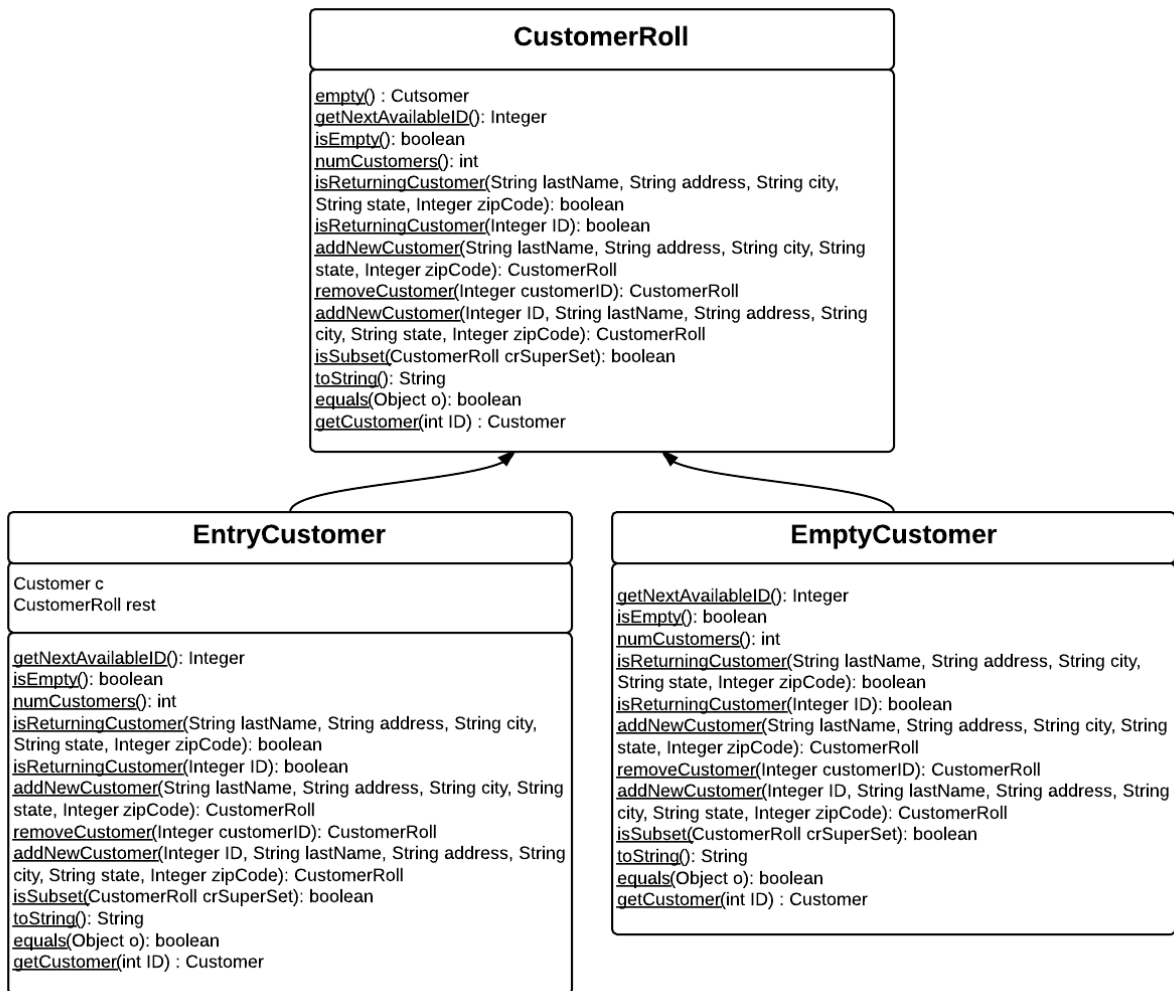 CustomerRoll
empty() : Cutsomer
getNextAvailableID(): Integer
isEmpty(): boolean
numCustomers(): int
isReturningCustomer(String lastName, String address, String city,
String state, Integer zipCode): boolean
isReturningCustomer(Integer ID): boolean
addNewCustomer(String lastName, String address, String city, String
state, Integer zipCode): CustomerRoll
removeCustomer(Integer customerID): CustomerRoll
addNewCustomer(Integer ID, String lastName, String address, String
city, String state, Integer zipCode): CustomerRoll
isSubset(CustomerRoll crSuperSet): boolean
toString(): String
equals(Object o): boolean
getCustomer(int ID) : Customer
EntryCustomer
Customer c
CustomerRoll rest
getNextAvailableID(): Integer
isEmpty(): boolean
numCustomers(): int
isReturningCustomer(String lastName, String address, String city,
String state, Integer zipCode): boolean
isReturningCustomer(Integer ID): boolean
addNewCustomer(String lastName, String address, String city, String
state, Integer zipCode): CustomerRoll
removeCustomer(Integer customerID): CustomerRoll
addNewCustomer(Integer ID, String lastName, String address, String
city, String state, Integer zipCode): CustomerRoll
isSubset(CustomerRoll crSuperSet): boolean
toString(): String
equals(Object o): boolean
getCustomer(int ID) : Customer
EmptyCustomer
getNextAvailableID(): Integer
isEmpty(): boolean
numCustomers(): int
isReturningCustomer(String lastName, String address, String city,
String state, Integer zipCode): boolean
isReturningCustomer(Integer ID): boolean
addNewCustomer(String lastName, String address, String city, String
state, Integer zipCode): CustomerRoll
removeCustomer(Integer customerID): CustomerRoll
addNewCustomer(Integer ID, String lastName, String address, String
city, String state, Integer zipCode): CustomerRoll
isSubset(CustomerRoll crSuperSet): boolean
toString(): String
equals(Object o): boolean
getCustomer(int ID) : Customer